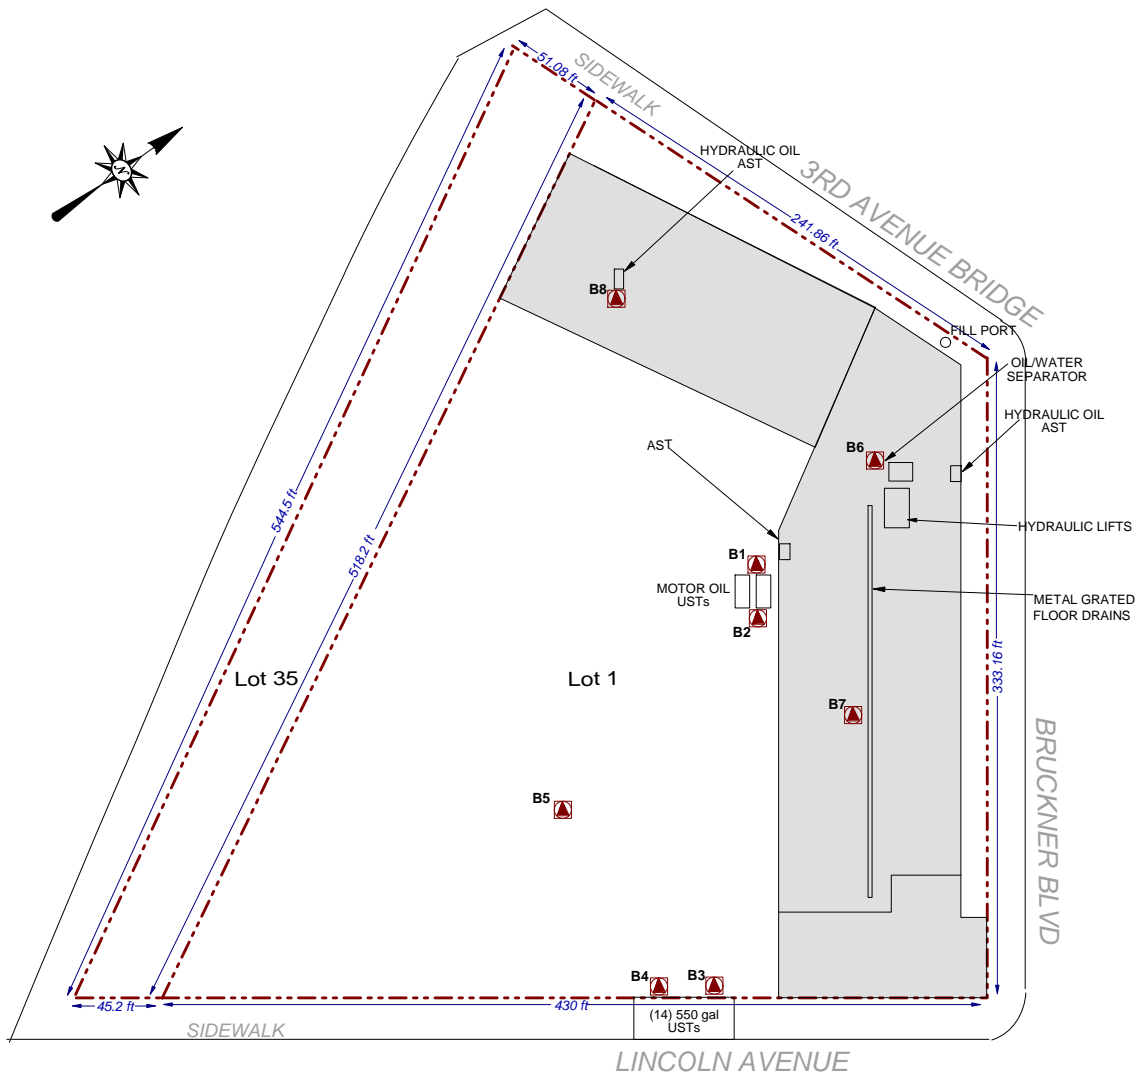 51.08 ft
SIDEWALK
HYDRAULIC OIL
AST
3RD AVENUE BRIDGE
241.86 ft
N
B8
FILL PORT
OIL/WATER
SEPARATOR
HYDRAULIC OIL
AST
B6
AST
544.5 ft
518.2 ft
HYDRAULIC LIFTS
B1
MOTOR OIL
USTs
METAL GRATED
FLOOR DRAINS
B2
333.16 ft
Lot 35
Lot 1
B7
BRUCKNER BLVD
B5
B4
B3
45.2 ft
430 ft
(14) 550 gal
USTs
SIDEWALK
LINCOLN AVENUE